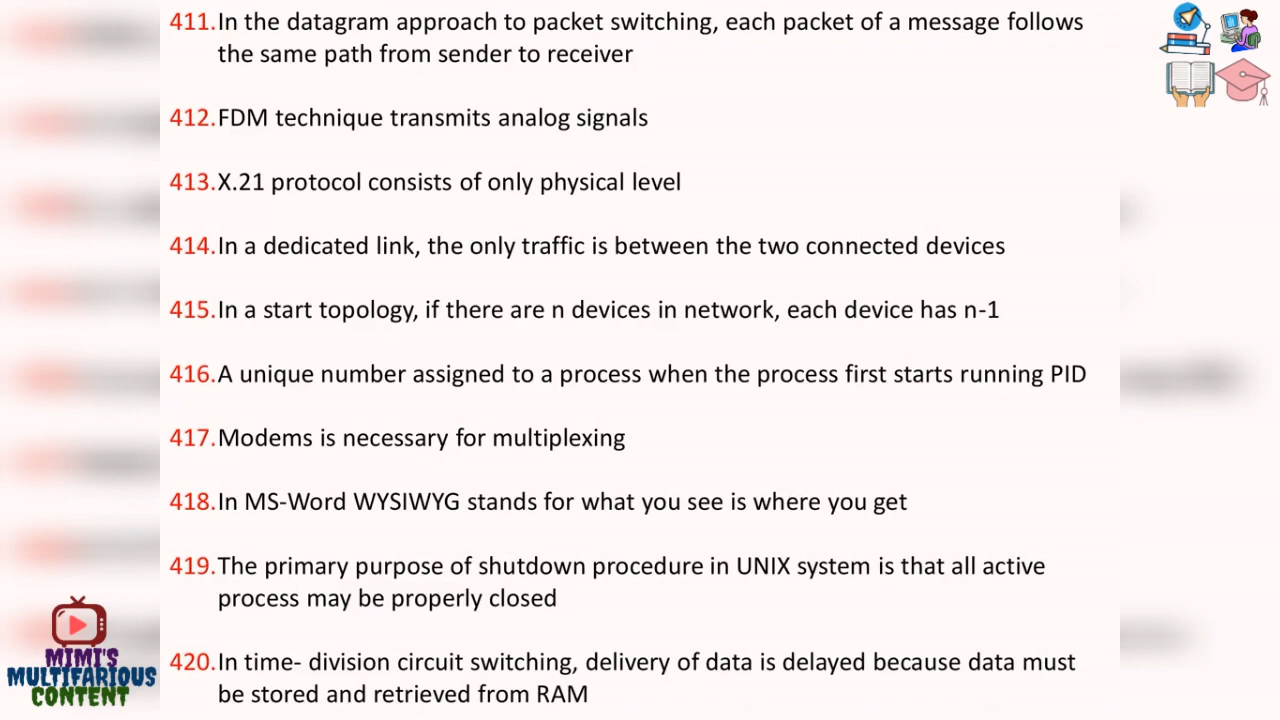 411.In the datagram approach to packet switching, each packet of a message follows
the same path from sender to receiver
412.FDM technique transmits analog signals
413.X.21 protocol consists of only physical level
414.In a dedicated link, the only traffic is between the two connected devices
415.In a start topology, if there are n devices in network, each device has n-1
416.A unique number assigned to a process when the process first starts running PID
417.Modems is necessary for multiplexing
418.In MS-Word WYSIWYG stands for what you see is where you get
419.The primary purpose of shutdown procedure in UNIX system is that all active
process may be properly closed
420.In time- division circuit switching, delivery of data is delayed because data must
be stored and retrieved from RAM
MIMI'S
MULTIFARIOUS
CONTENT